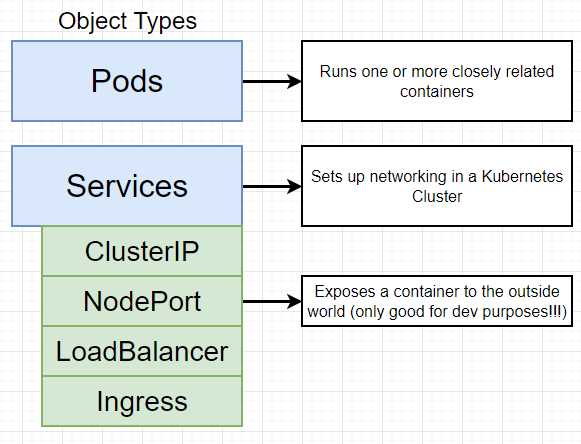 Object Types
Pods
Runs one or more closely related
containers
Services
Sets up networking in a Kubernetes
Cluster
ClusterIP
NodePort
Exposes a container to the outside
world (only good for dev purposes!!!)
LoadBalancer
Ingress